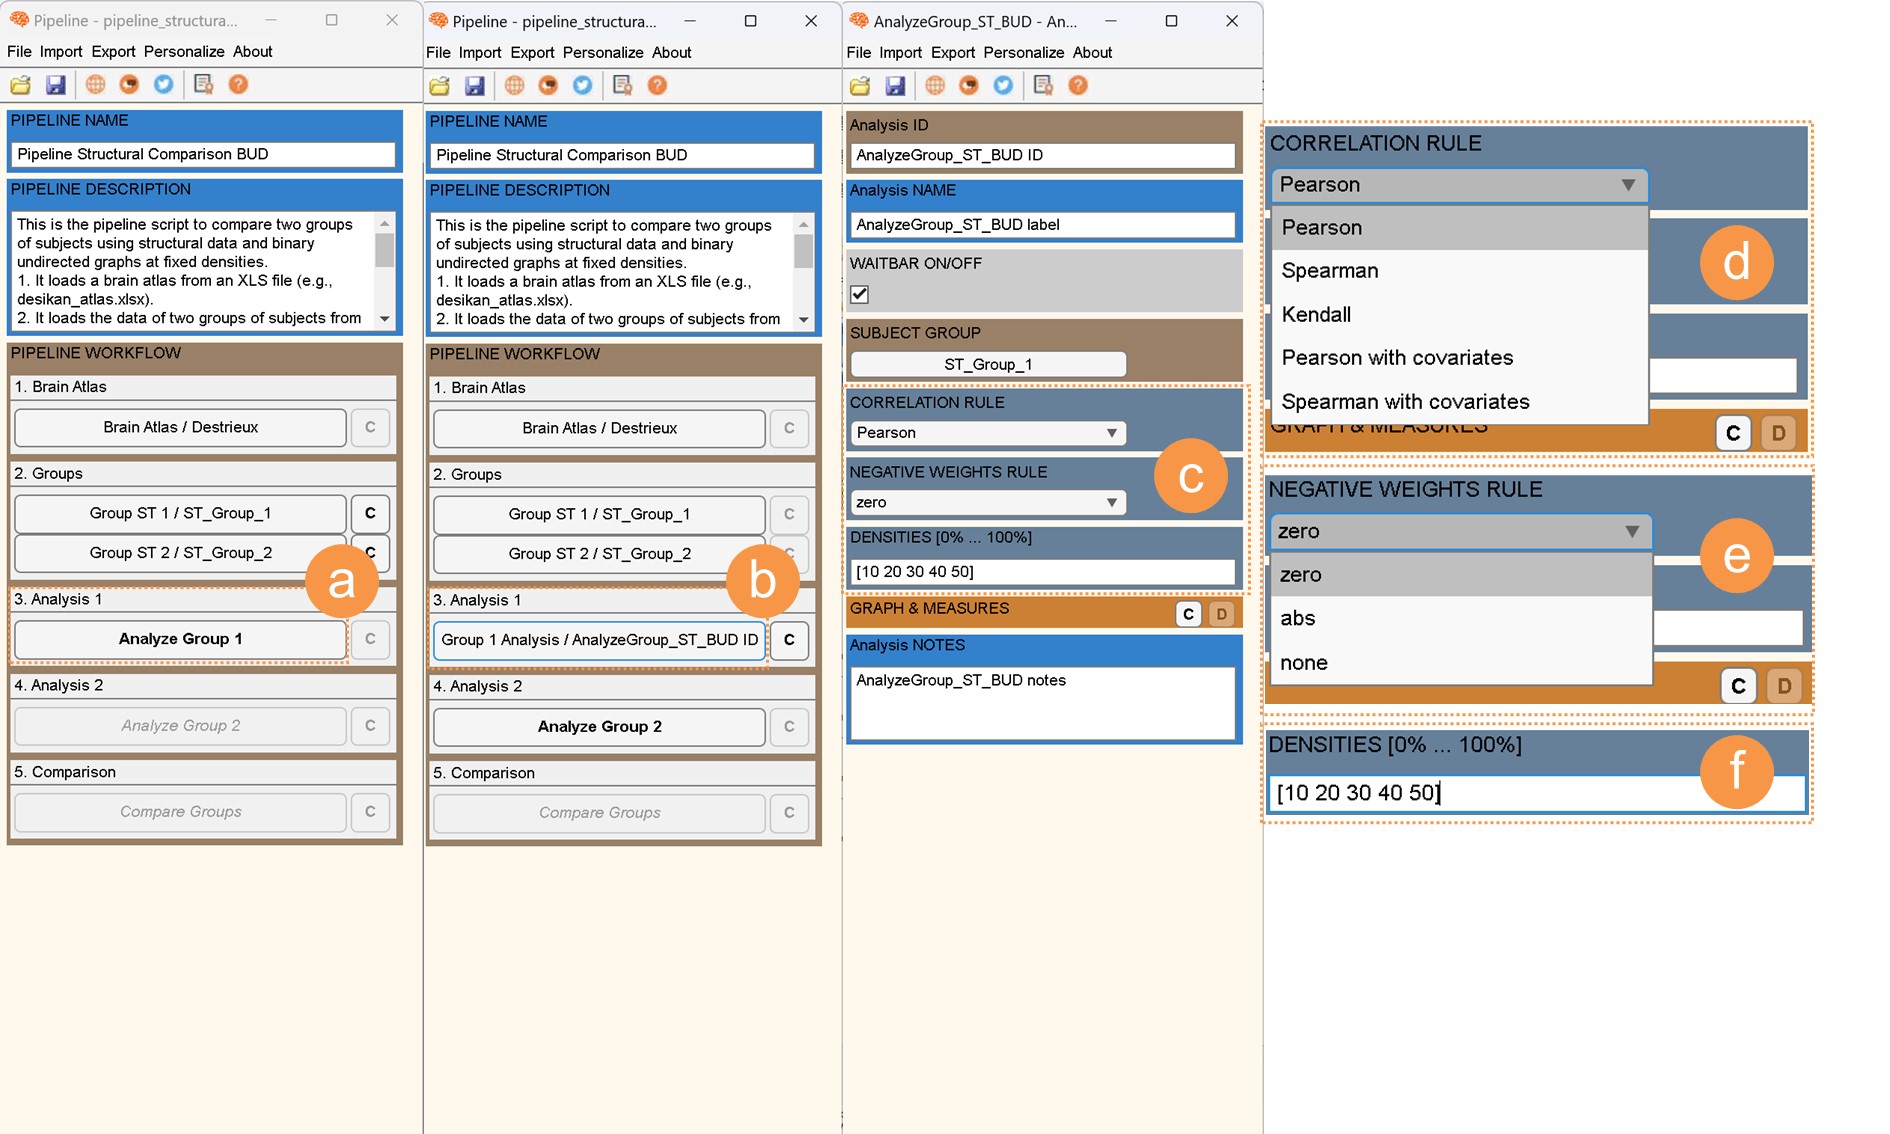 Pipeline - pipeline_structura...
File Import Export Personalize About
PIPELINE NAME
Pipeline Structural Comparison BUD
PIPELINE DESCRIPTION
This is the pipeline script to compare two groups
of subjects using structural data and binary
undirected graphs at fixed densities.
1. It loads a brain atlas from an XLS file (e.g.,
desikan_atlas.xlsx).
2. It loads the data of two groups of subjects from
PIPELINE WORKFLOW
1. Brain Atlas
Brain Atlas / Destrieux C
2. Groups
Group ST 1 / ST_Group_1 C
Group ST 2 / ST_Group_2 C
a
3. Analysis 1
Analyze Group 1 C
4. Analysis 2
Analyze Group 2 C
5. Comparison
Compare Groups C
Pipeline - pipeline_structura...
File Import Export Personalize About
PIPELINE NAME
Pipeline Structural Comparison BUD
PIPELINE DESCRIPTION
This is the pipeline script to compare two groups
of subjects using structural data and binary
undirected graphs at fixed densities.
1. It loads a brain atlas from an XLS file (e.g.,
desikan_atlas.xlsx).
2. It loads the data of two groups of subjects from
PIPELINE WORKFLOW
1. Brain Atlas
Brain Atlas / Destrieux C
2. Groups
Group ST 1 / ST_Group_1 C
Group ST 2 / ST_Group_2 C
b
3. Analysis 1
Group 1 Analysis / AnalyzeGroup_ST_BUD ID C
4. Analysis 2
Analyze Group 2 C
5. Comparison
Compare Groups C
AnalyzeGroup_ST_BUD - An...
File Import Export Personalize About
Analysis ID
AnalyzeGroup_ST_BUD ID
Analysis NAME
AnalyzeGroup_ST_BUD label
WAITBAR ON/OFF
SUBJECT GROUP
ST_Group_1
CORRELATION RULE
Pearson
c
NEGATIVE WEIGHTS RULE
zero
DENSITIES [0% ... 100%]
[10 20 30 40 50]
GRAPH & MEASURES C D
Analysis NOTES
AnalyzeGroup_ST_BUD notes
CORRELATION RULE
Pearson
Pearson
d
Spearman
Kendall
Pearson with covariates
Spearman with covariates
GRAPH & MEASURES C D
NEGATIVE WEIGHTS RULE
zero
e
zero
abs
none
C D
DENSITIES [0% ... 100%]
f
[10 20 30 40 50]